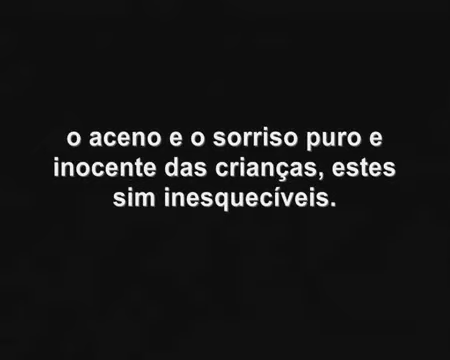 o aceno e o sorriso puro e
inocente das crianças, estes
sim inesquecíveis.